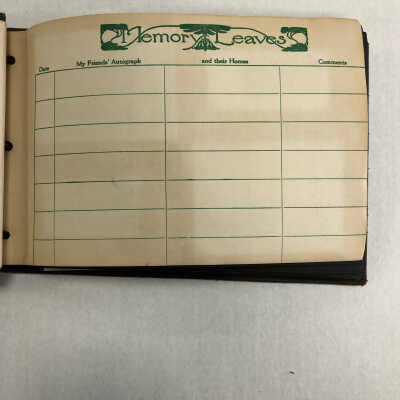 Memory Leaves
Date My Friends' Autograph and their Homes Comments